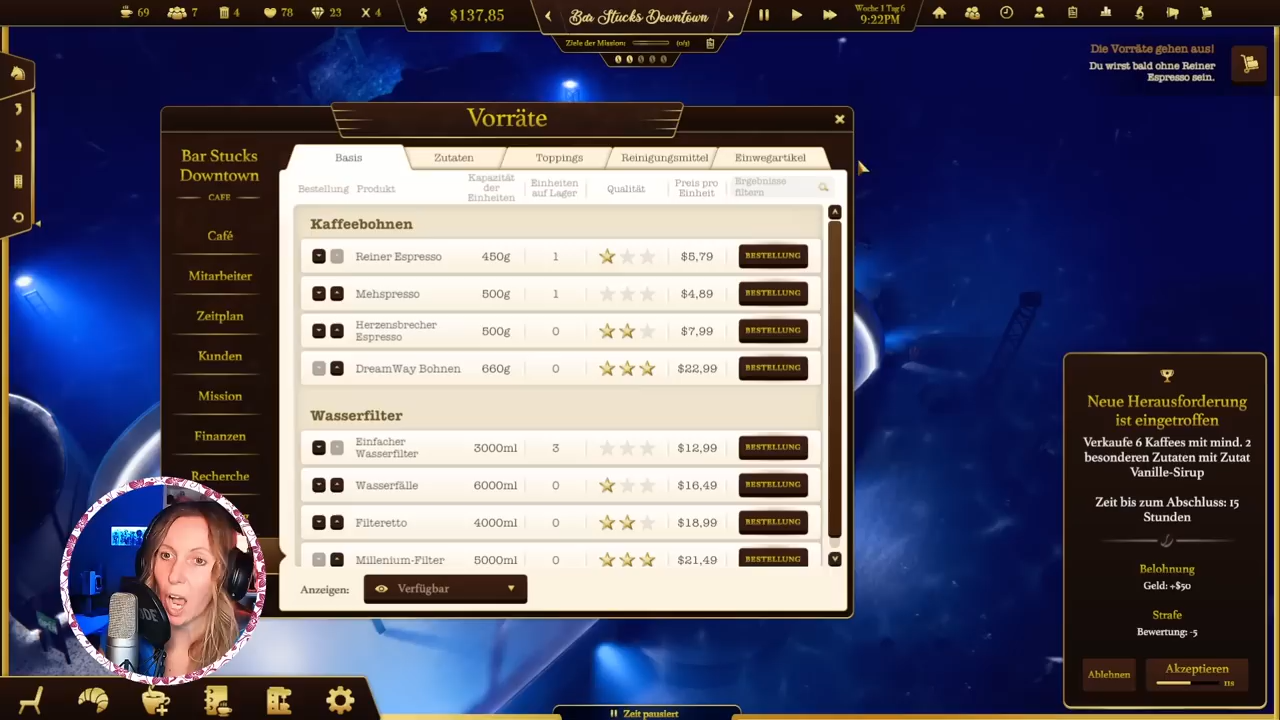 69 7 4 78 23 4 $ $137,85 Bar Stucks Downtown Woche 1 Tag 6
9:22PM
Ziele der Mission: (0/1)
Die Vorräte gehen aus!
Du wirst bald ohne Reiner
Espresso sein.
Vorräte
Bar Stucks
Downtown
CAFE
Café
Mitarbeiter
Zeitplan
Kunden
Mission
Finanzen
Recherche
Basis Zutaten Toppings Reinigungsmittel Einwegartikel
Bestellung Produkt Kapazität der Einheiten Einheiten auf Lager Qualität Preis pro Einheit Ergebnisse filtern
Kaffeebohnen
Reiner Espresso 450g 1 $5,79 BESTELLUNG
Mehspresso 500g 1 $4,89 BESTELLUNG
Herzensbrecher Espresso 500g 0 $7,99 BESTELLUNG
DreamWay Bohnen 660g 0 $22,99 BESTELLUNG
Wasserfilter
Einfacher Wasserfilter 3000ml 3 $12,99 BESTELLUNG
Wasserfälle 6000ml 0 $16,49 BESTELLUNG
Filteretto 4000ml 0 $18,99 BESTELLUNG
Millenium-Filter 5000ml 0 $21,49 BESTELLUNG
Anzeigen: Verfügbar
Neue Herausforderung
ist eingetroffen
Verkaufe 6 Kaffees mit mind. 2
besonderen Zutaten mit Zutat
Vanille-Sirup
Zeit bis zum Abschluss: 15
Stunden
Belohnung
Geld: +$50
Strafe
Bewertung: -5
Ablehnen Akzeptieren
Zeit pausiert